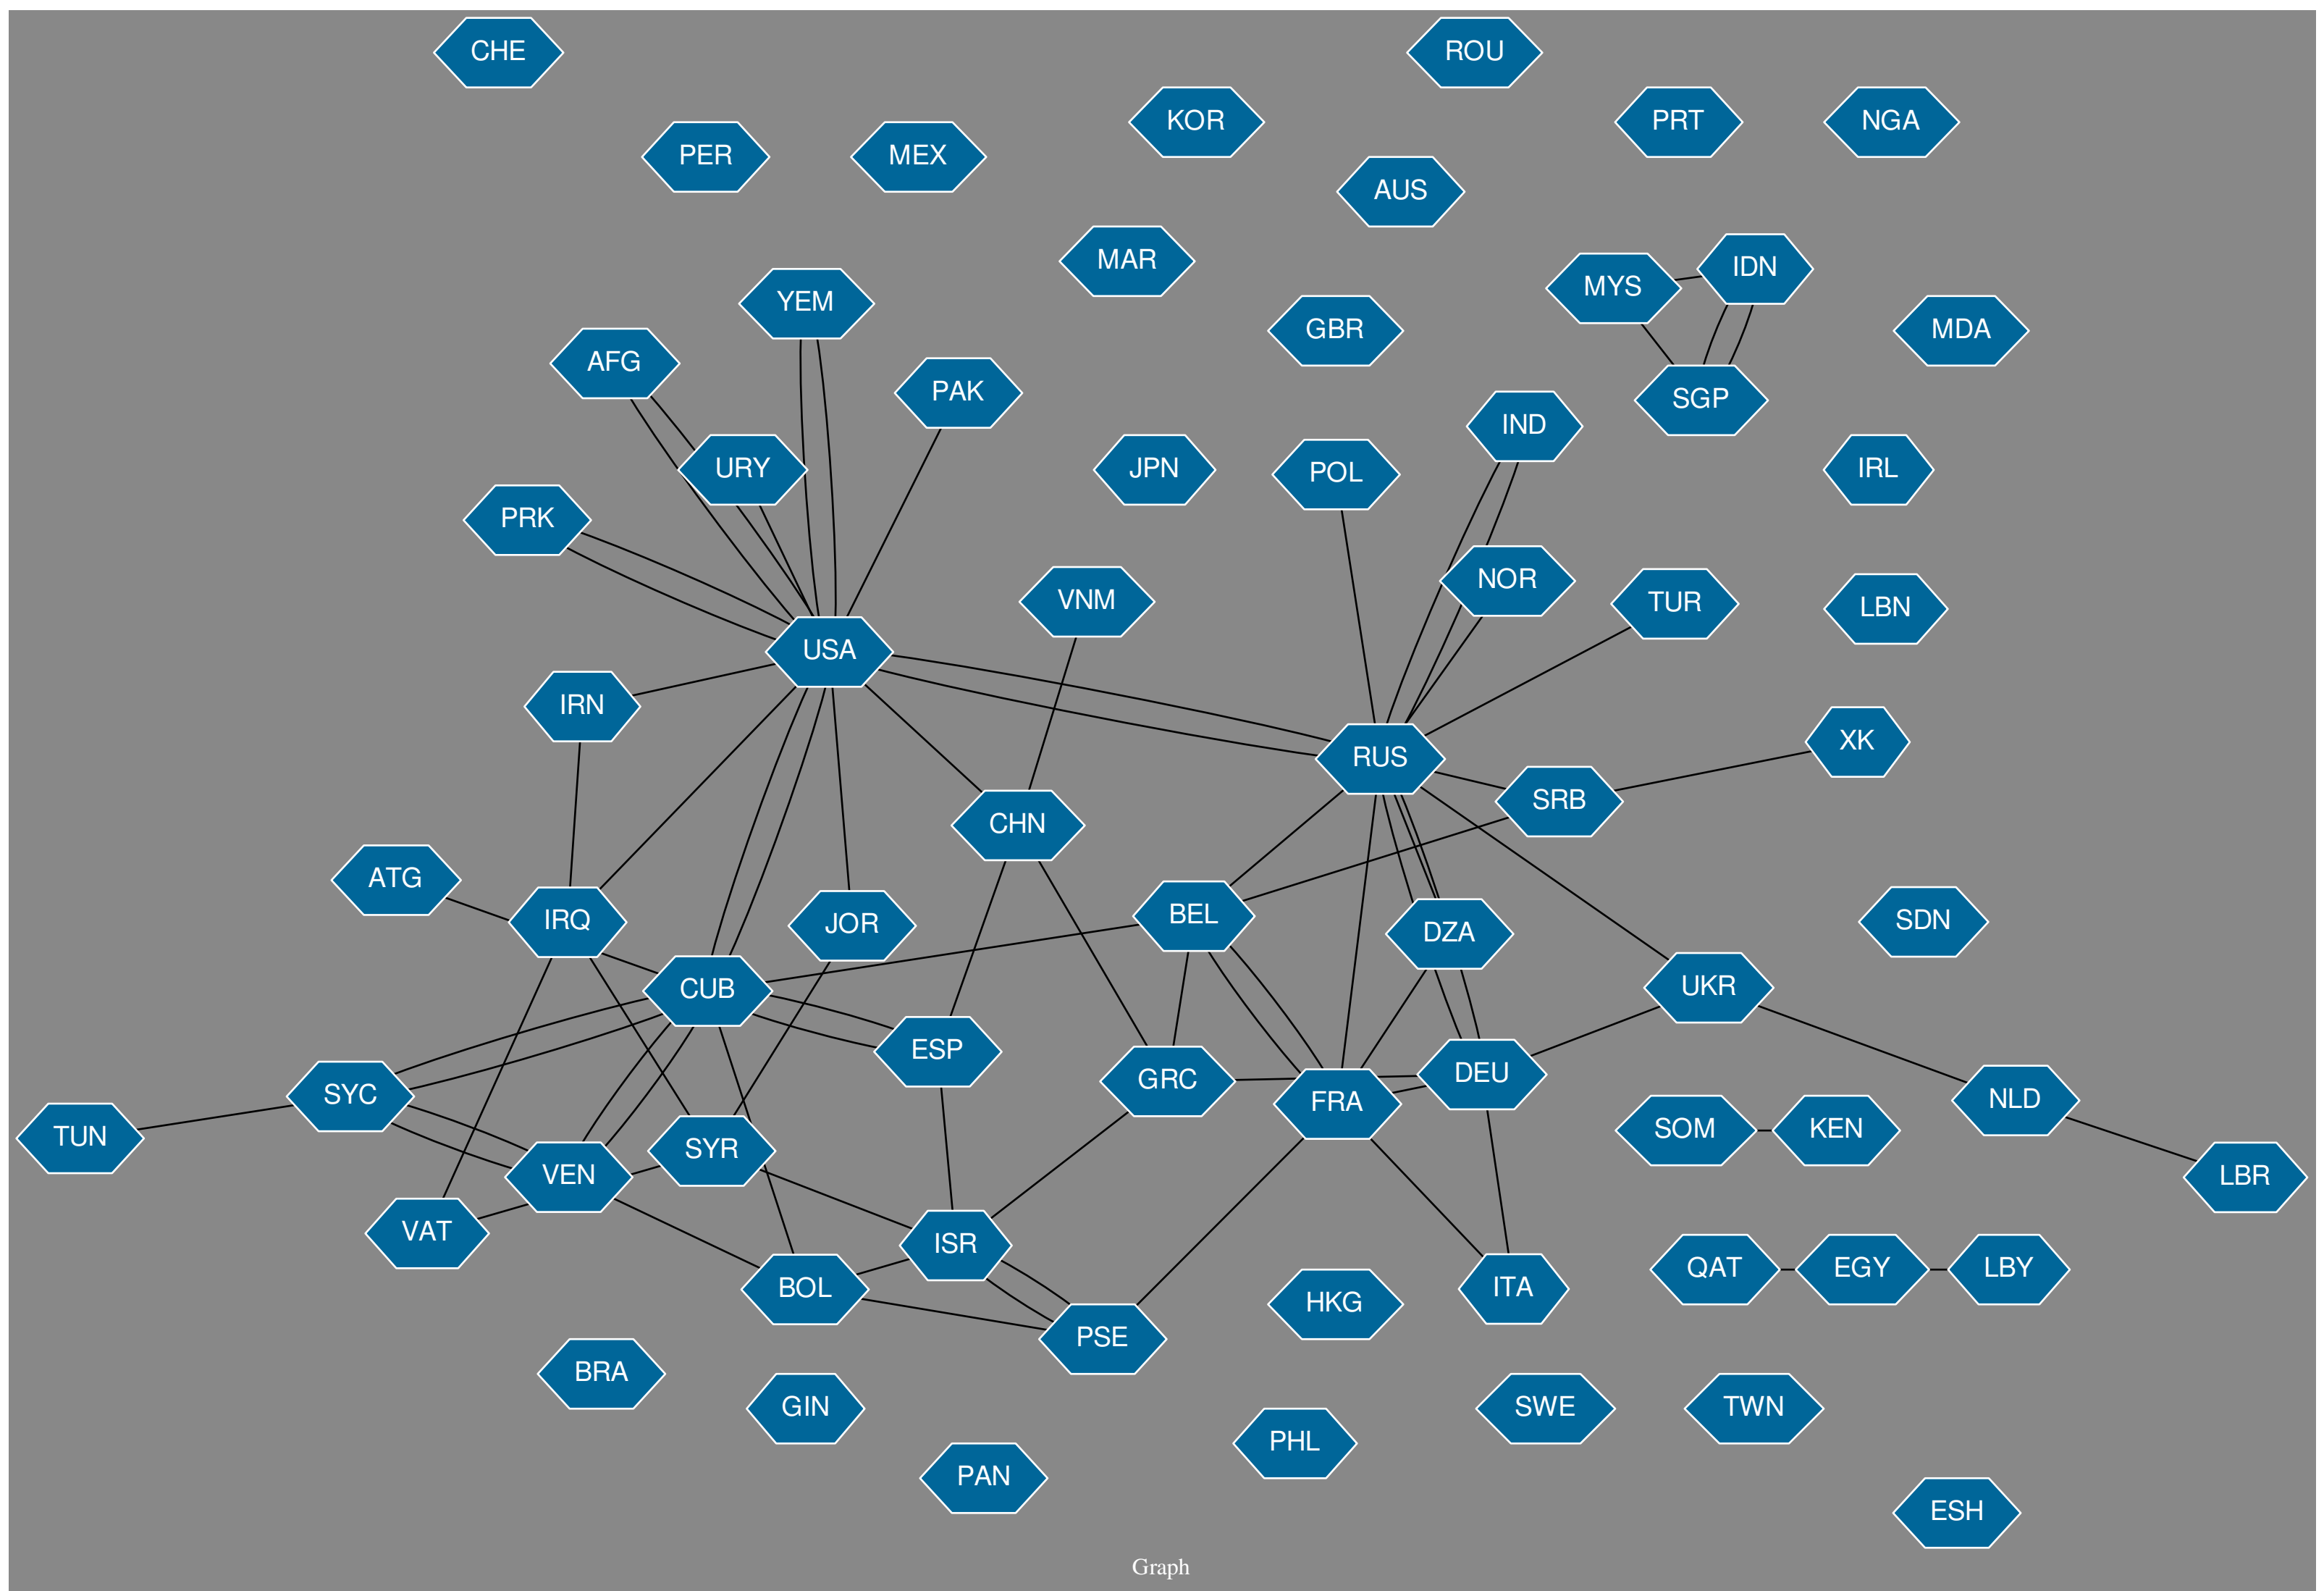 CHE
ROU
KOR
PRT
NGA
PER
MEX
AUS
MAR
IDN
MYS
YEM
GBR
MDA
AFG
PAK
SGP
IND
URY
JPN
POL
IRL
PRK
NOR
VNM
TUR
LBN
USA
IRN
XK
RUS
SRB
CHN
ATG
BEL
IRQ
JOR
DZA
SDN
CUB
UKR
ESP
DEU
GRC
SYC
FRA
NLD
TUN
SOM
KEN
SYR
VEN
LBR
VAT
ISR
QAT
EGY
LBY
BOL
ITA
HKG
PSE
BRA
GIN
SWE
TWN
PHL
PAN
ESH
Graph